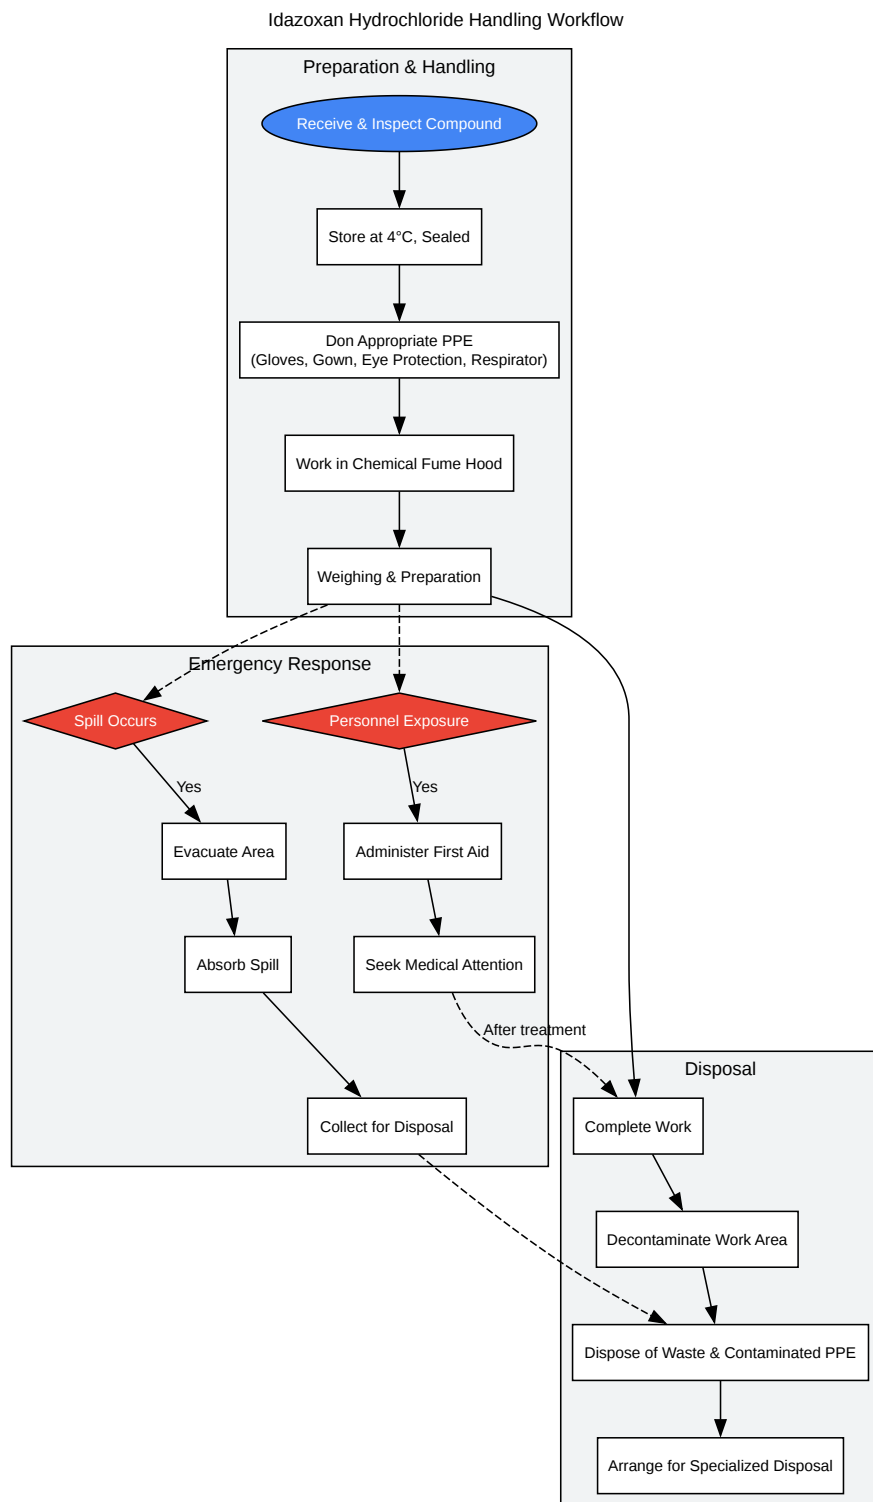 Idazoxan Hydrochloride Handling Workflow
Preparation & Handling
Receive & Inspect Compound
Store at 4°C, Sealed
Don Appropriate PPE
(Gloves, Gown, Eye Protection, Respirator)
Work in Chemical Fume Hood
Weighing & Preparation
Emergency Response
Spill Occurs
Personnel Exposure
Yes
Yes
Evacuate Area
Administer First Aid
Absorb Spill
Seek Medical Attention
After treatment
Disposal
Collect for Disposal
Complete Work
Decontaminate Work Area
Dispose of Waste & Contaminated PPE
Arrange for Specialized Disposal